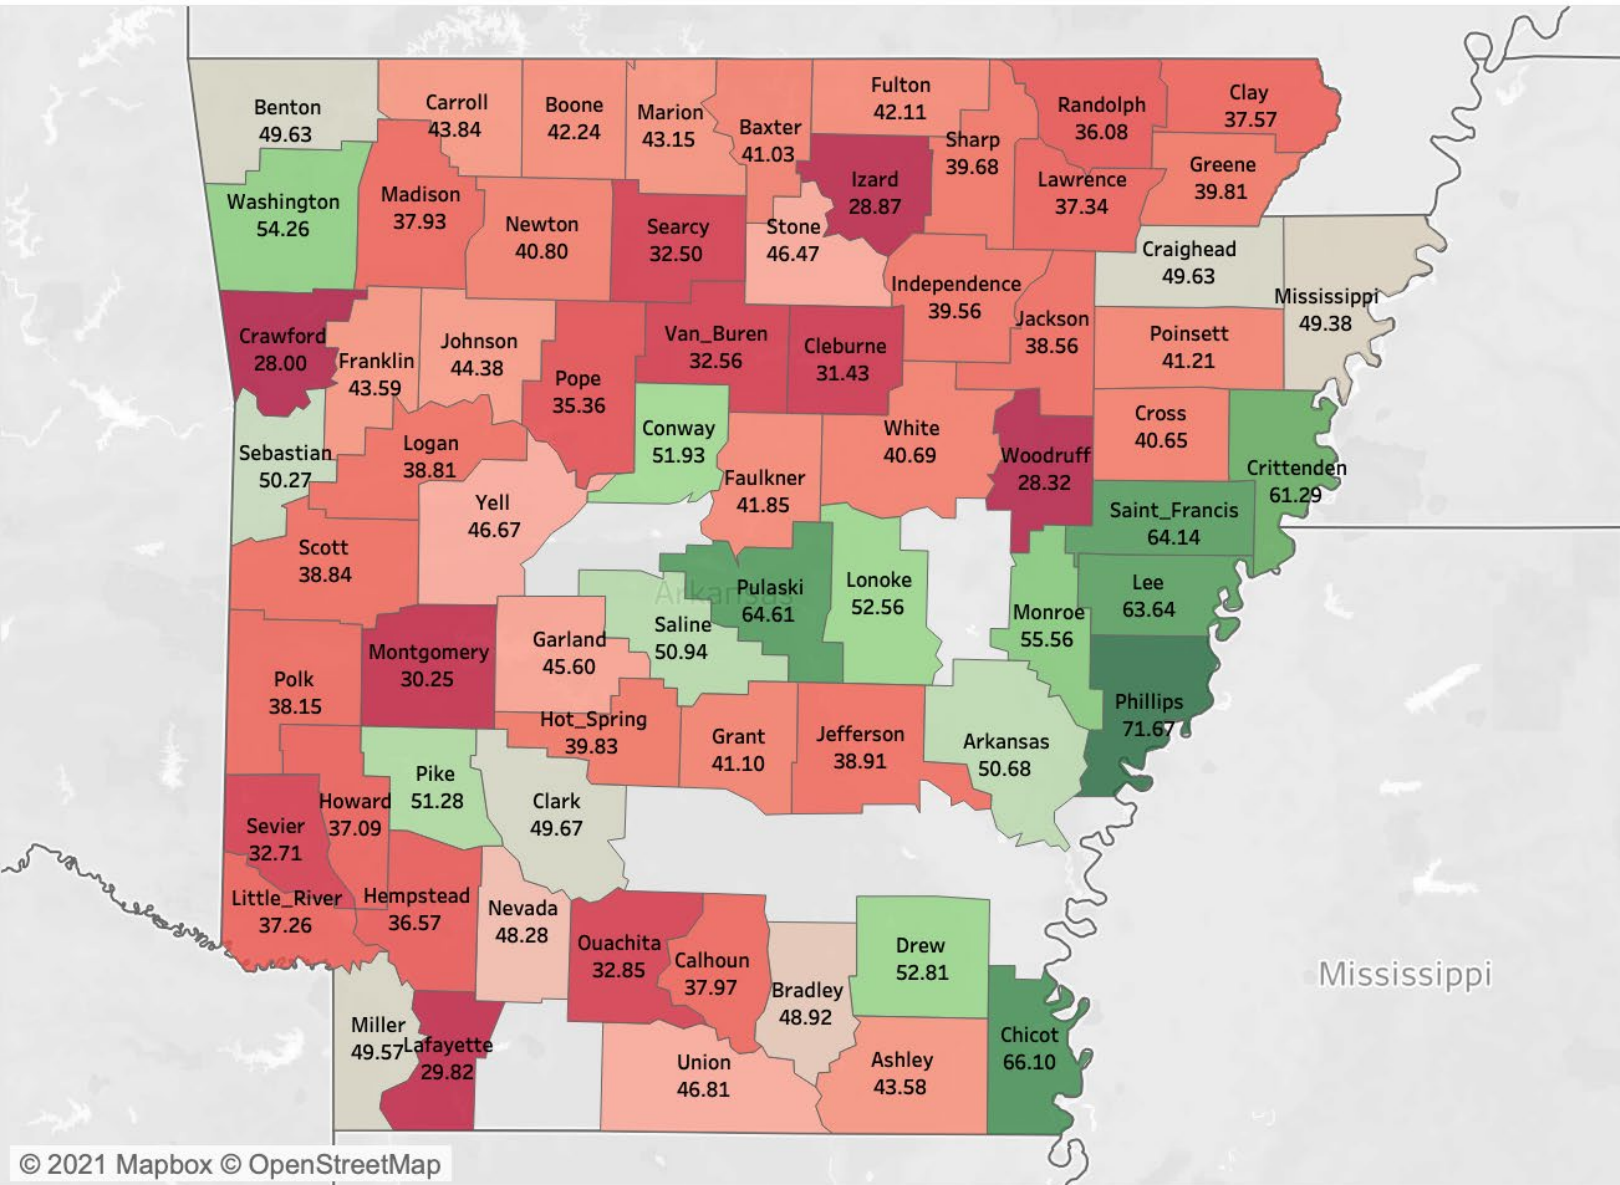 Benton
49.63
Carroll
43.84
Boone
42.24
Marion
43.15
Baxter
41.03
Fulton
42.11
Sharp
39.68
Randolph
36.08
Clay
37.57
Washington
54.26
Madison
37.93
Newton
40.80
Searcy
32.50
Stone
46.47
Izard
28.87
Lawrence
37.34
Greene
39.81
Independence
39.56
Craighead
49.63
Mississippi
49.38
Crawford
28.00
Franklin
43.59
Johnson
44.38
Pope
35.36
Van_Buren
32.56
Cleburne
31.43
Jackson
38.56
Poinsett
41.21
Sebastian
50.27
Logan
38.81
Conway
51.93
Faulkner
41.85
White
40.69
Woodruff
28.32
Cross
40.65
Crittenden
61.29
Yell
46.67
Saint_Francis
64.14
Scott
38.84
Arkansas
Pulaski
64.61
Lonoke
52.56
Monroe
55.56
Lee
63.64
Polk
38.15
Montgomery
30.25
Garland
45.60
Saline
50.94
Hot_Spring
39.83
Grant
41.10
Jefferson
38.91
Arkansas
50.68
Phillips
71.67
Sevier
32.71
Howard
37.09
Pike
51.28
Clark
49.67
Little_River
37.26
Hempstead
36.57
Nevada
48.28
Ouachita
32.85
Calhoun
37.97
Bradley
48.92
Drew
52.81
Mississippi
Miller
49.57
Lafayette
29.82
Union
46.81
Ashley
43.58
Chicot
66.10
© 2021 Mapbox © OpenStreetMap